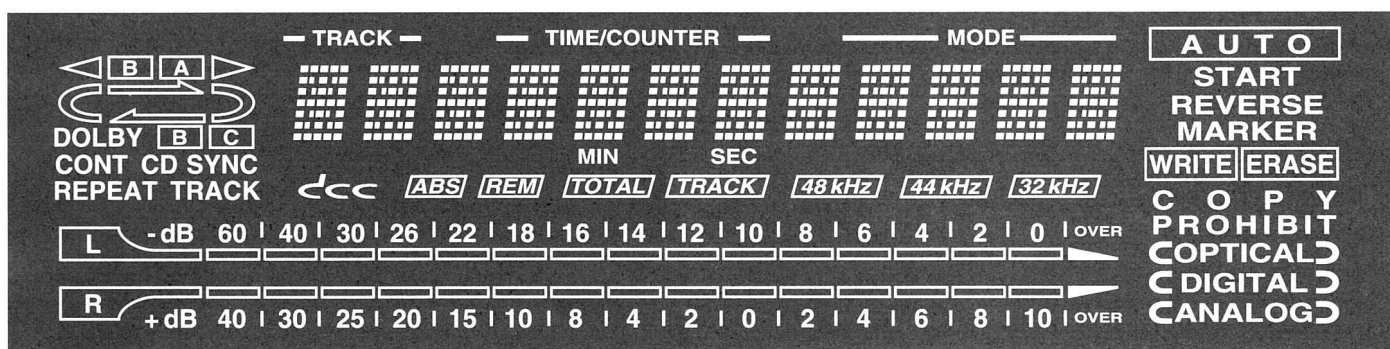 TRACK TIME/COUNTER MODE
B A
DOLBY B C
CONT CD SYNC
REPEAT TRACK
MIN SEC
dcc ABS REM TOTAL TRACK 48 kHz 44 kHz 32 kHz
L -dB 60 40 30 26 22 18 16 14 12 10 8 6 4 2 0 OVER
R +dB 40 30 25 20 15 10 8 4 2 0 2 4 6 8 10 OVER
AUTO
START
REVERSE
MARKER
WRITE ERASE
COPY
PROHIBIT
OPTICAL
DIGITAL
ANALOG